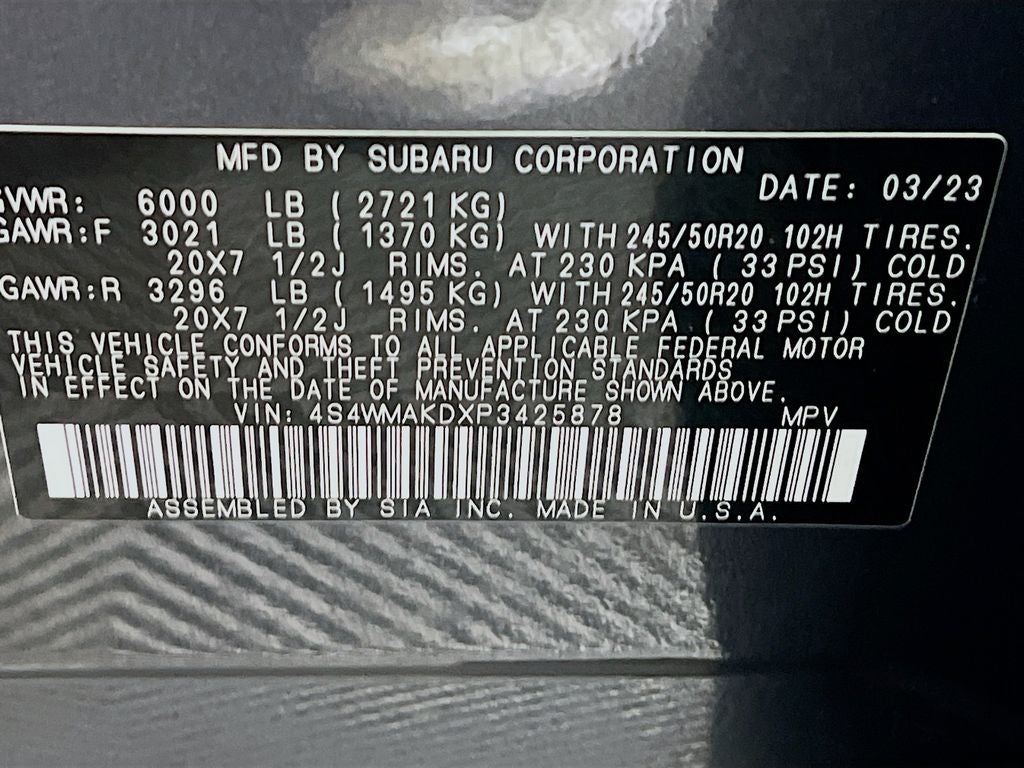 MFD BY SUBARU CORPORATION
DATE: 03/23
GVWR: 6000 LB ( 2721 KG)
GAWR:F 3021 LB ( 1370 KG) WITH 245/50R20 102H TIRES.
20X7 1/2J RIMS. AT 230 KPA ( 33 PSI) COLD
GAWR:R 3296 LB ( 1495 KG) WITH 245/50R20 102H TIRES.
20X7 1/2J RIMS. AT 230 KPA ( 33 PSI) COLD
THIS VEHICLE CONFORMS TO ALL APPLICABLE FEDERAL MOTOR
VEHICLE SAFETY AND THEFT PREVENTION STANDARDS
IN EFFECT ON THE DATE OF MANUFACTURE SHOWN ABOVE.
VIN: 4S4WMAKDXP3425878 MPV
ASSEMBLED BY SIA INC. MADE IN U.S.A.